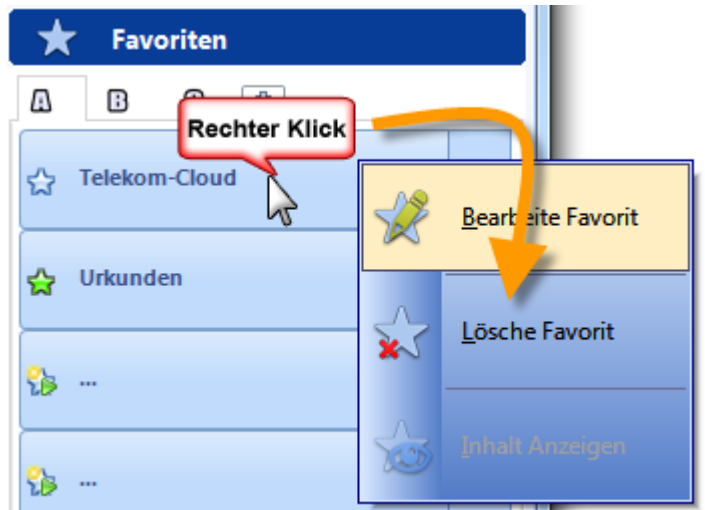 Favoriten
A B
Rechter Klick
Telekom-Cloud
Bearbeite Favorit
Urkunden
Lösche Favorit
...
Inhalt Anzeigen
...